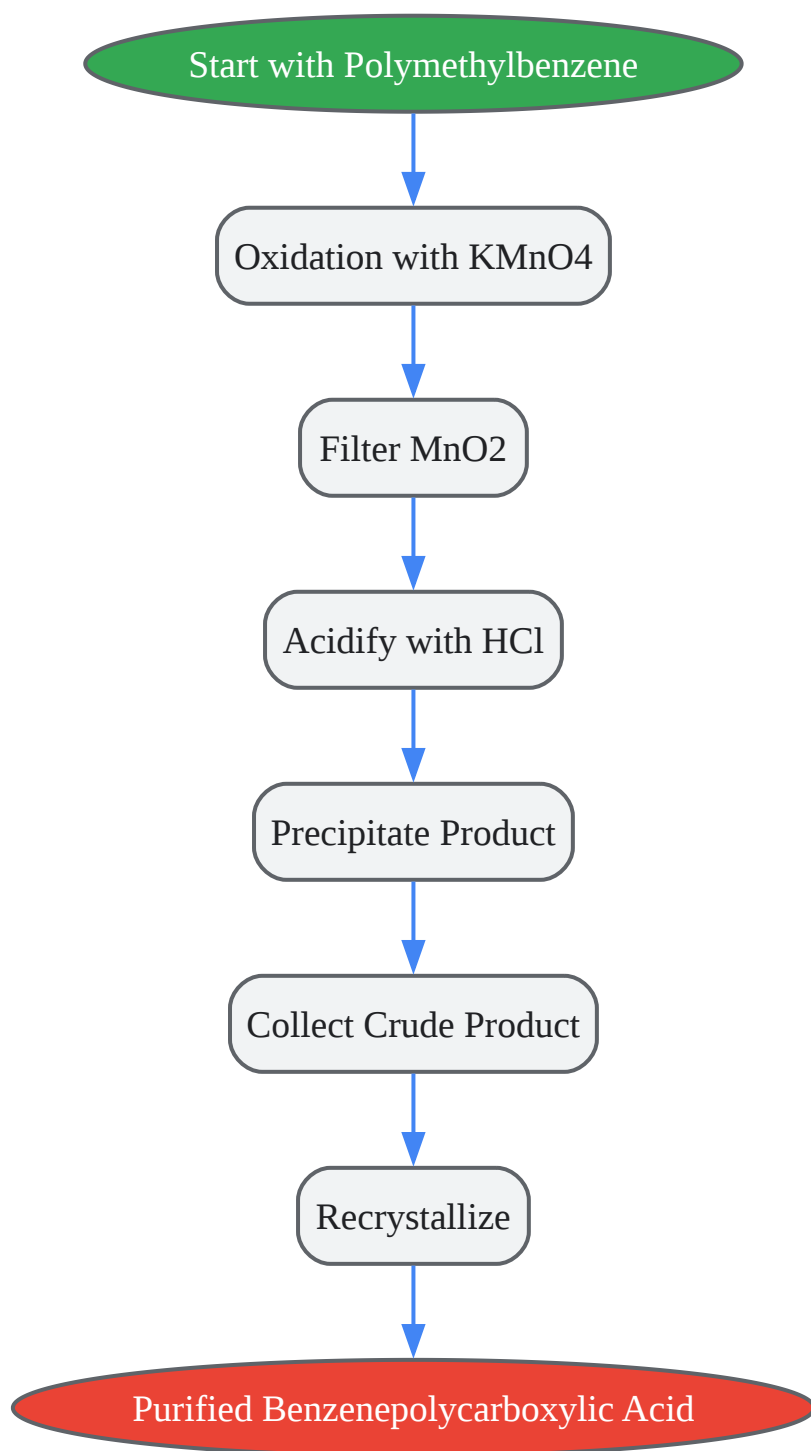 Start with Polymethylbenzene
Oxidation with KMnO4
Filter MnO2
Acidify with HCl
Precipitate Product
Collect Crude Product
Recrystallize
Purified Benzenepolycarboxylic Acid